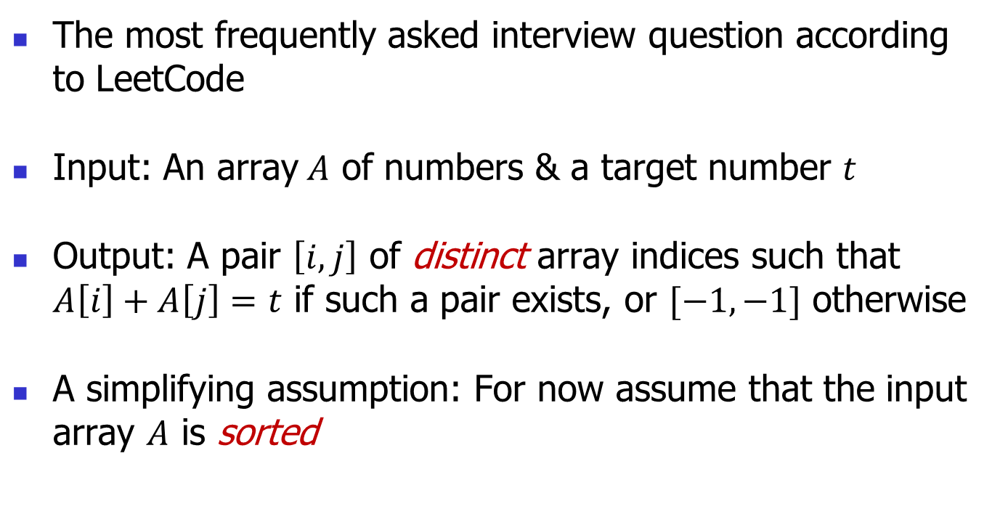 ▪ The most frequently asked interview question according
to LeetCode
▪ Input: An array A of numbers & a target number t
▪ Output: A pair [i, j] of distinct array indices such that
A[i] + A[j] = t if such a pair exists, or [−1, −1] otherwise
▪ A simplifying assumption: For now assume that the input
array A is sorted